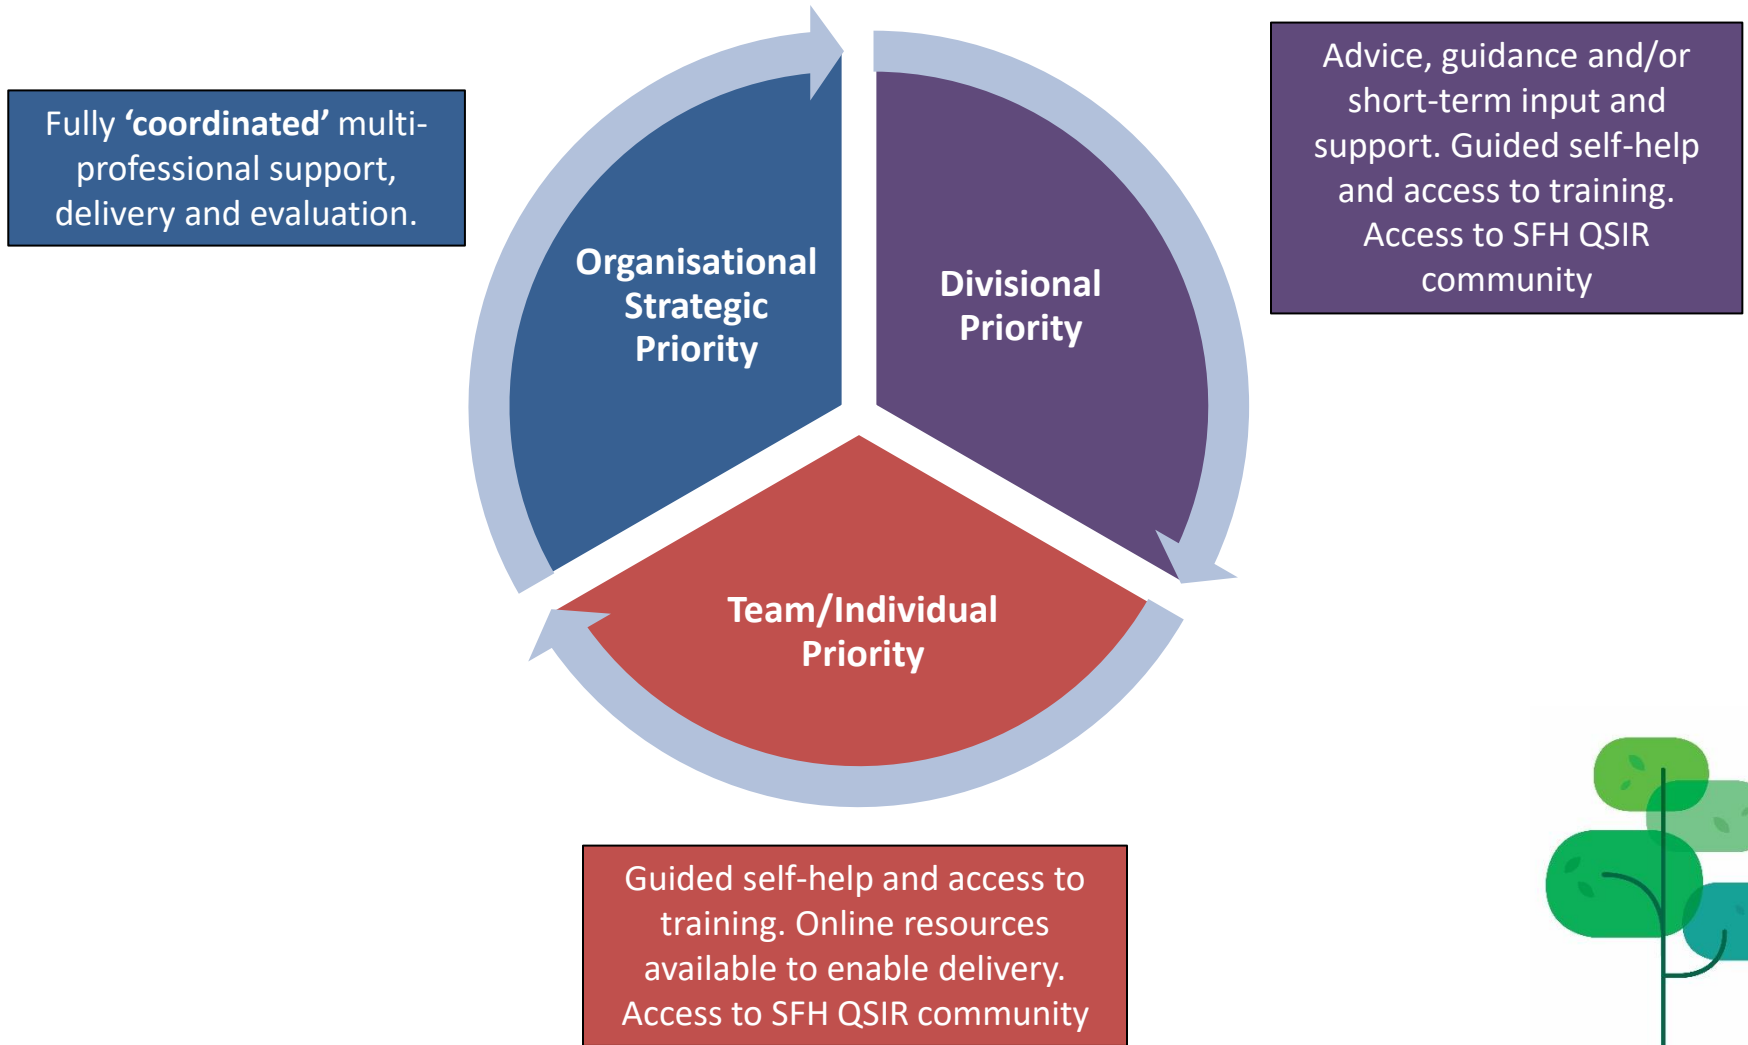 Fully ‘coordinated’ multi-
professional support,
delivery and evaluation.
Organisational
Strategic
Priority
Divisional
Priority
Advice, guidance and/or
short-term input and
support. Guided self-help
and access to training.
Access to SFH QSIR
community
Team/Individual
Priority
Guided self-help and access to
training. Online resources
available to enable delivery.
Access to SFH QSIR community